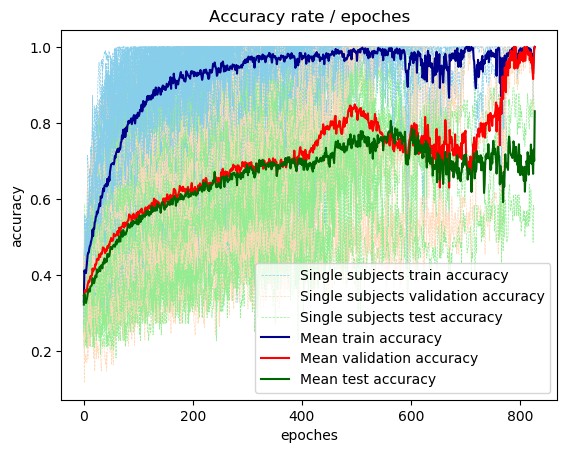 Accuracy rate / epoches
1.0
0.8
0.6
0.4
0.2
accuracy
0
200
400
600
800
epoches
Single subjects train accuracy
Single subjects validation accuracy
Single subjects test accuracy
Mean train accuracy
Mean validation accuracy
Mean test accuracy